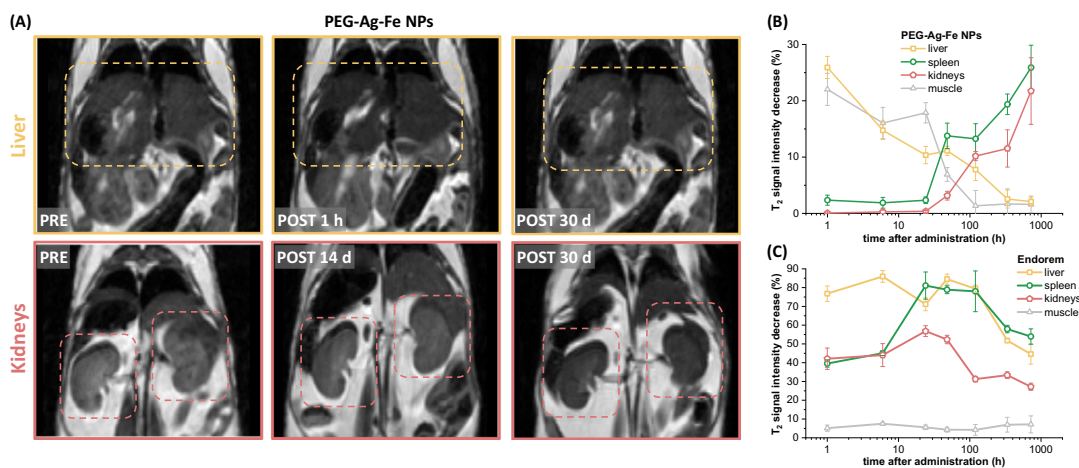 (A)
PEG-Ag-Fe NPs
Liver
PRE
POST 1 h
POST 30 d
Kidneys
PRE
POST 14 d
POST 30 d
(B)
PEG-Ag-Fe NPs
liver
spleen
kidneys
muscle
T₂ signal intensity decrease (%)
30
20
10
0
1 10 100 1000
time after administration (h)
(C)
Endorem
liver
spleen
kidneys
muscle
T₂ signal intensity decrease (%)
90
80
70
60
50
40
30
20
10
0
1 10 100 1000
time after administration (h)